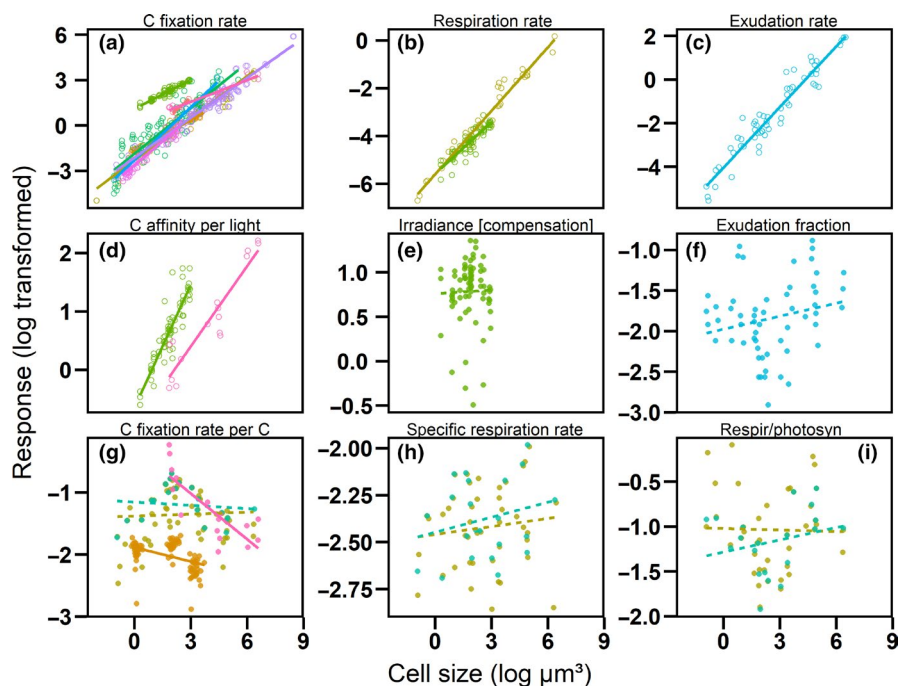 C fixation rate
Respiration rate
Exudation rate
(a)
(b)
(c)
6
3
0
−3
0
−2
−4
−6
2
0
−2
−4
C affinity per light
Irradiance [compensation]
Exudation fraction
(d)
(e)
(f)
2
1
0
1.0
0.5
0.0
−0.5
−1.0
−1.5
−2.0
−2.5
−3.0
C fixation rate per C
Specific respiration rate
Respir/photosyn
(g)
(h)
(i)
−1
−2
−3
−2.00
−2.25
−2.50
−2.75
−0.5
−1.0
−1.5
−2.0
0 3 6 9
0 3 6 9
0 3 6 9
Response (log transformed)
Cell size (log µm³)